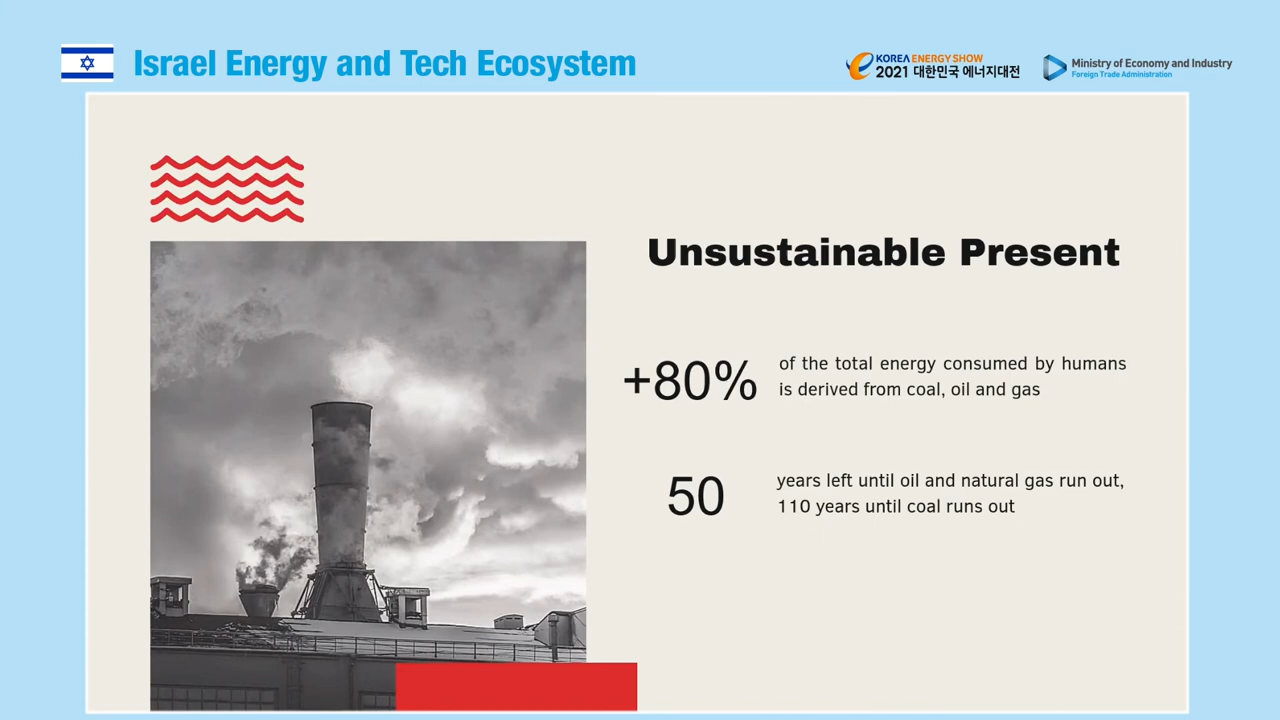 Israel Energy and Tech Ecosystem
KOREA ENERGY SHOW
2021 대한민국 에너지대전
Ministry of Economy and Industry
Foreign Trade Administration
Unsustainable Present
+80%
of the total energy consumed by humans
is derived from coal, oil and gas
50
years left until oil and natural gas run out,
110 years until coal runs out